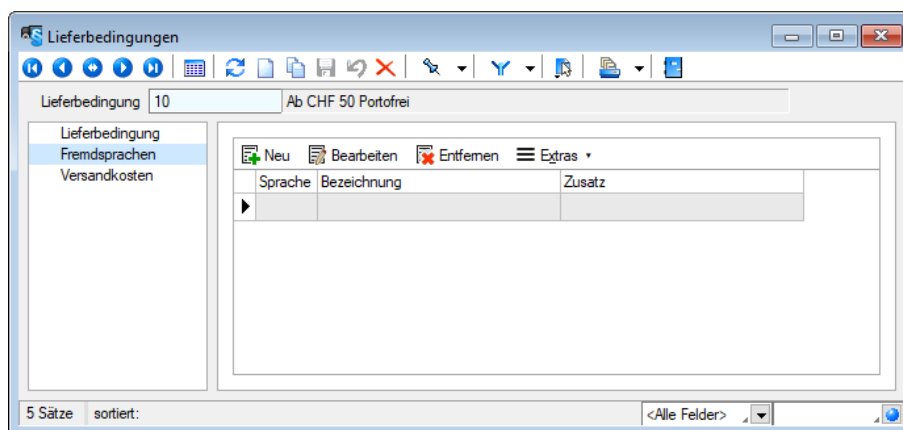 Lieferbedingungen
Lieferbedingung 10 Ab CHF 50 Portofrei
Lieferbedingung
Fremdsprachen
Versandkosten
Neu Bearbeiten Entfernen Extras
Sprache Bezeichnung Zusatz
5 Sätze sortiert: <Alle Felder>